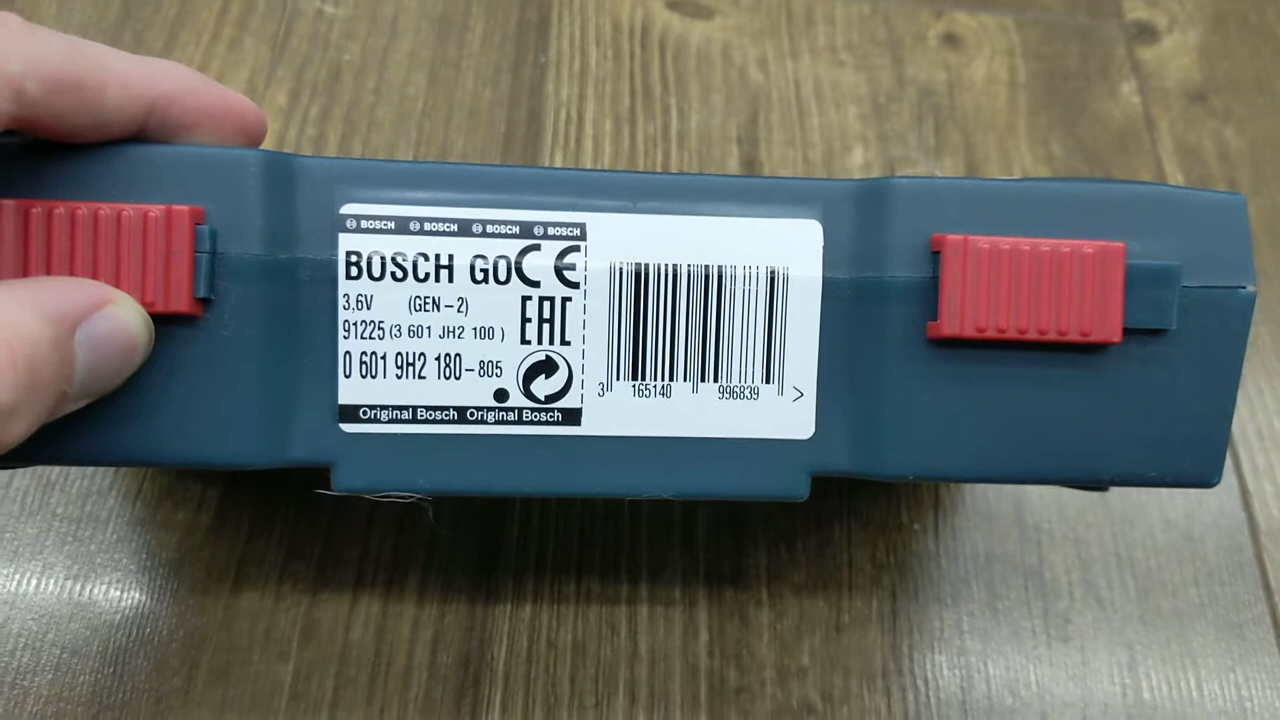 BOSCH BOSCH BOSCH BOSCH
BOSCH GO CE
3,6V (GEN-2)
91225 (3 601 JH2 100 )
EAC
0 601 9H2 180-805
Original Bosch Original Bosch
3 165140 996839 >